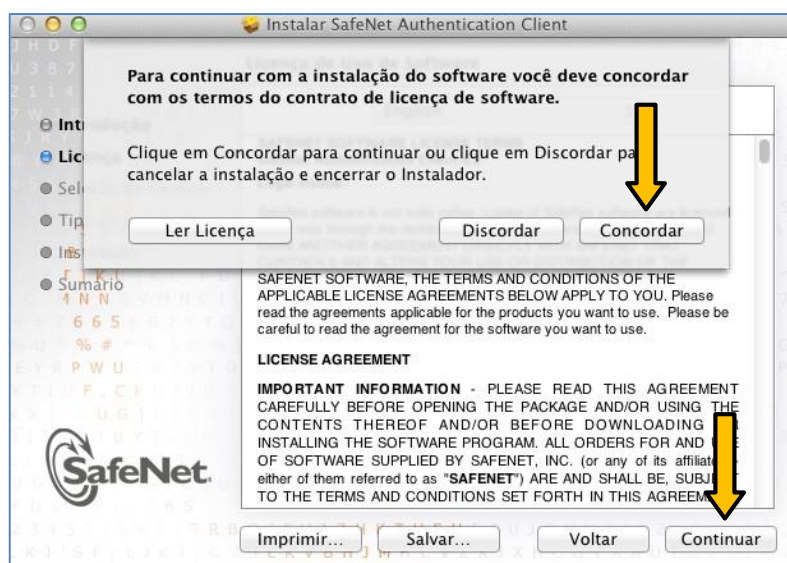 Instalar SafeNet Authentication Client
Para continuar com a instalação do software você deve concordar
com os termos do contrato de licença de software.
Clique em Concordar para continuar ou clique em Discordar pa
cancelar a instalação e encerrar o Instalador.
Ler Licença
Discordar
Concordar
Int
Lic
Sel
Tip
Ins
Sumário
SAFENET SOFTWARE, THE TERMS AND CONDITIONS OF THE
APPLICABLE LICENSE AGREEMENTS BELOW APPLY TO YOU. Please
read the agreements applicable for the products you want to use. Please be
careful to read the agreement for the software you want to use.
LICENSE AGREEMENT
IMPORTANT INFORMATION - PLEASE READ THIS AGREEMENT
CAREFULLY BEFORE OPENING THE PACKAGE AND/OR USING THE
CONTENTS THEREOF AND/OR BEFORE DOWNLOADING
INSTALLING THE SOFTWARE PROGRAM. ALL ORDERS FOR AND
OF SOFTWARE SUPPLIED BY SAFENET, INC. (or any of its
either of them referred to as "SAFENET") ARE AND SHALL BE,
TO THE TERMS AND CONDITIONS SET FORTH IN THIS
SafeNet.
Imprimir...
Salvar...
Voltar
Continuar